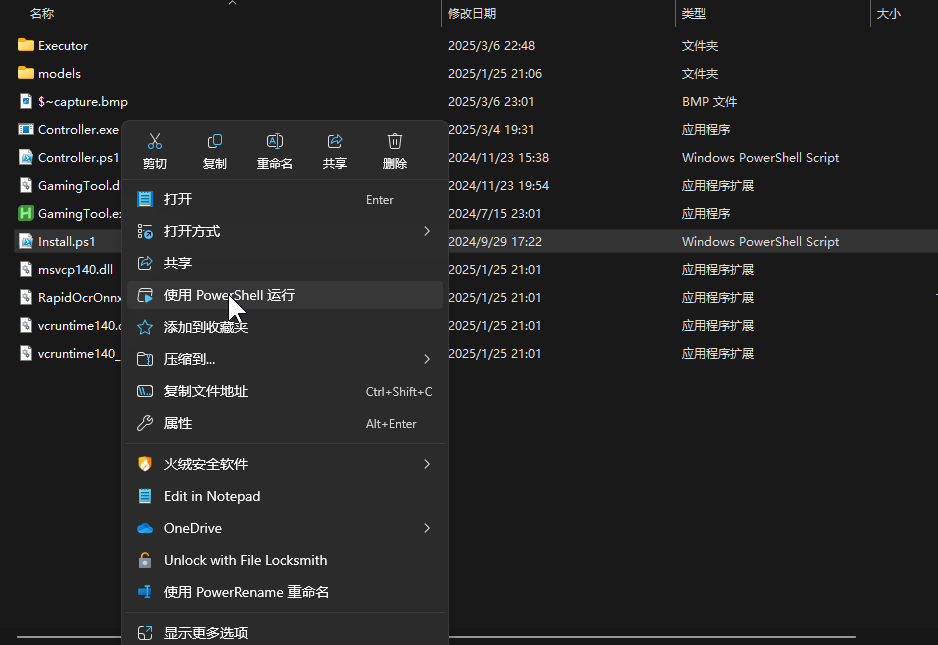 名称 修改日期 类型 大小
Executor 2025/3/6 22:48 文件夹
models 2025/1/25 21:06 文件夹
$~capture.bmp 2025/3/6 23:01 BMP 文件
Controller.exe 2025/3/4 19:31 应用程序
Controller.ps1 2024/11/23 15:38 Windows PowerShell Script
GamingTool.d 2024/11/23 19:54 应用程序扩展
GamingTool.ex 2024/7/15 23:01 应用程序
Install.ps1 2024/9/29 17:22 Windows PowerShell Script
msvcp140.dll 2025/1/25 21:01 应用程序扩展
RapidOcrOnnx 2025/1/25 21:01 应用程序扩展
vcruntime140.d 2025/1/25 21:01 应用程序扩展
vcruntime140_ 2025/1/25 21:01 应用程序扩展
剪切 复制 重命名 共享 删除
打开 Enter
打开方式
共享
使用 PowerShell 运行
添加到收藏夹
压缩到...
复制文件地址 Ctrl+Shift+C
属性 Alt+Enter
火绒安全软件
Edit in Notepad
OneDrive
Unlock with File Locksmith
使用 PowerRename 重命名
显示更多选项